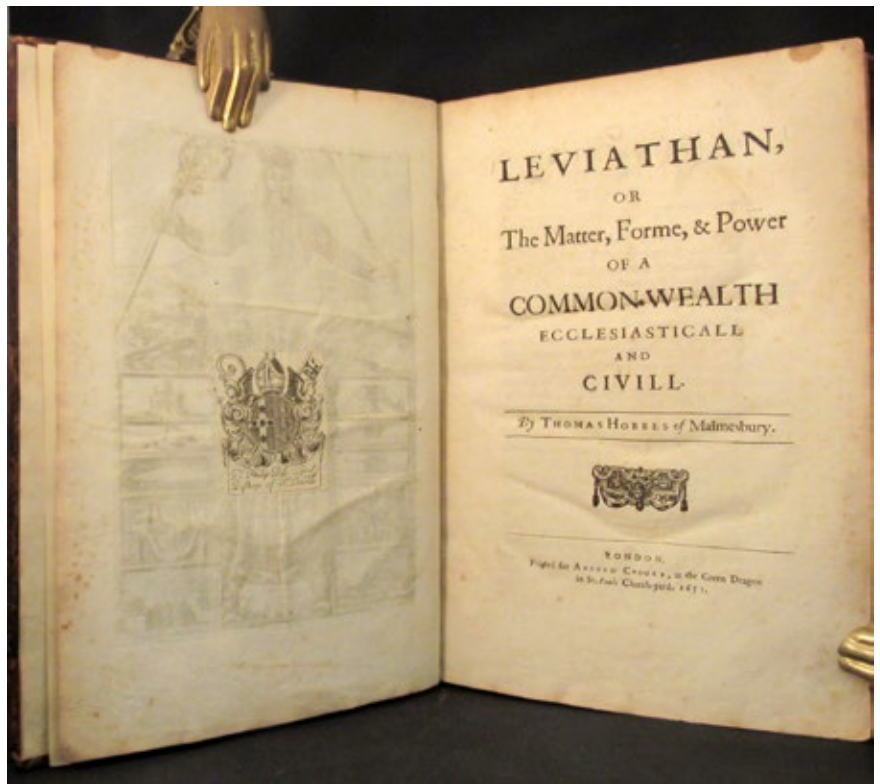 LEVIATHAN,
OR
The Matter, Forme, & Power
OF A
COMMON-WEALTH
ECCLESIASTICALL
AND
CIVILL.
By THOMAS HOBBES of Malmesbury.
LONDON,
Printed for ANDREW CROOKE, at the Green Dragon
in St. Pauls Church-yard, 1651.